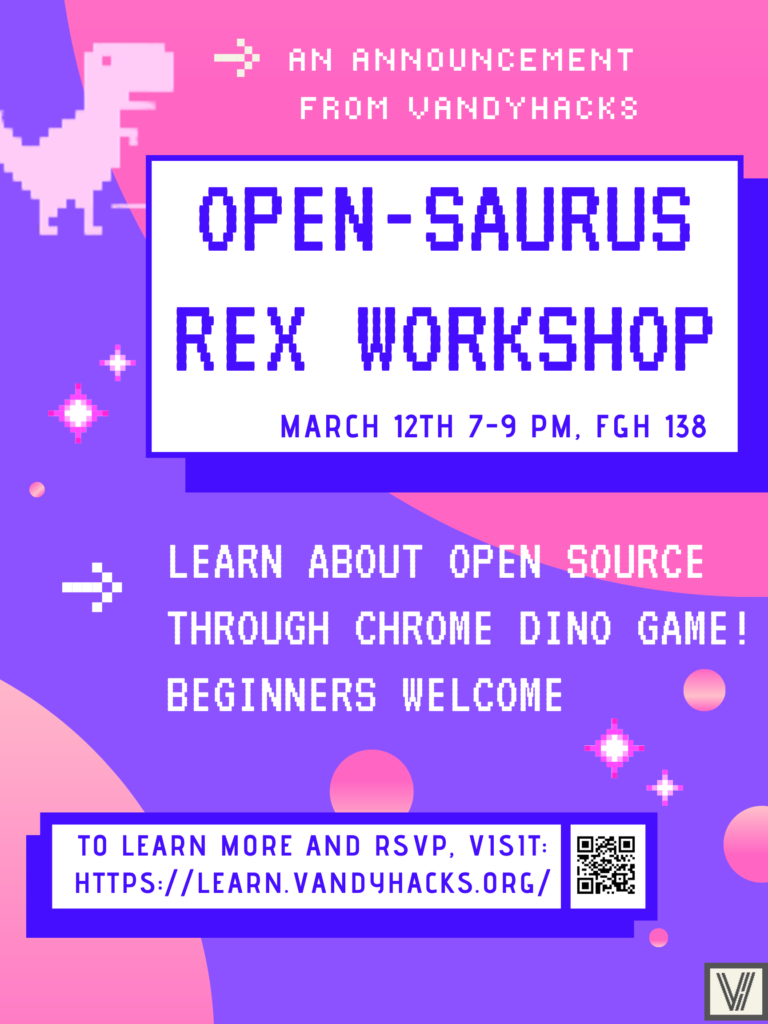 AN ANNOUNCEMENT
FROM VANDYHACKS
OPEN-SAURUS
REX WORKSHOP
MARCH 12TH 7-9 PM, FGH 138
LEARN ABOUT OPEN SOURCE
THROUGH CHROME DINO GAME!
BEGINNERS WELCOME
TO LEARN MORE AND RSVP, VISIT:
HTTPS://LEARN.VANDYHACKS.ORG/